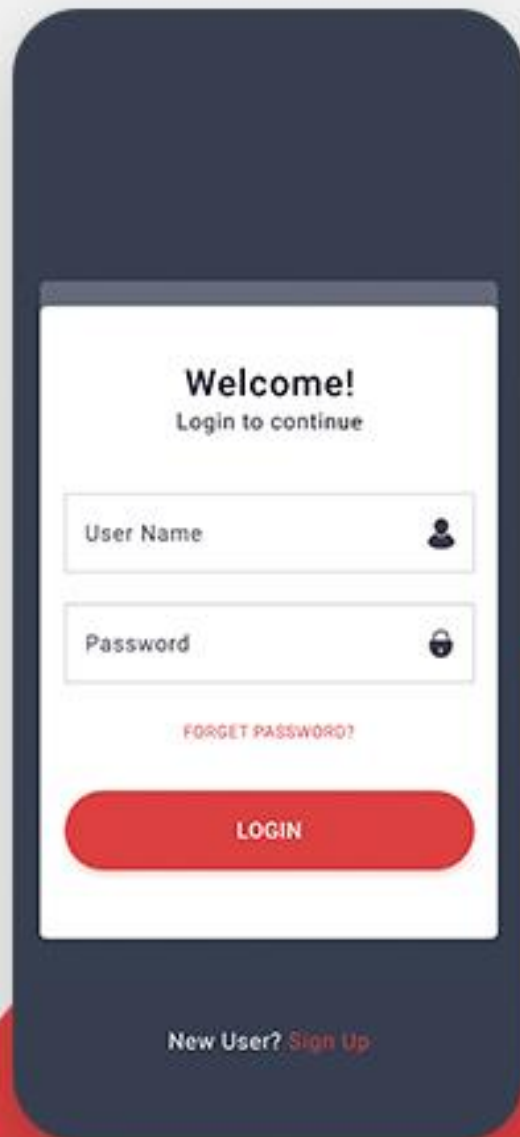 Welcome!
Login to continue
User Name
Password
FORGET PASSWORD?
LOGIN
New User? Sign Up